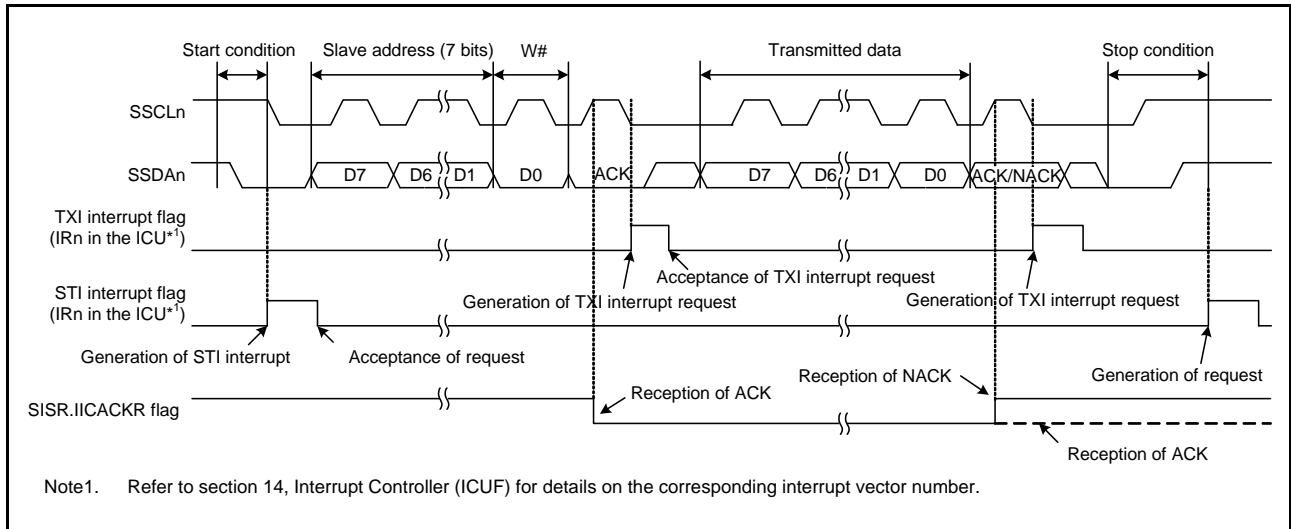 Start condition Slave address (7 bits) W# Transmitted data Stop condition
SSCLn
SSDAn D7 D6 D1 D0 ACK D7 D6 D1 D0 ACK/NACK
TXI interrupt flag
(IRn in the ICU*1)
Acceptance of TXI interrupt request
Generation of TXI interrupt request Generation of TXI interrupt request
STI interrupt flag
(IRn in the ICU*1)
Generation of STI interrupt Acceptance of request
Generation of request
Reception of NACK
Reception of ACK
SISR.IICACKR flag
Reception of ACK
Note1. Refer to section 14, Interrupt Controller (ICUF) for details on the corresponding interrupt vector number.